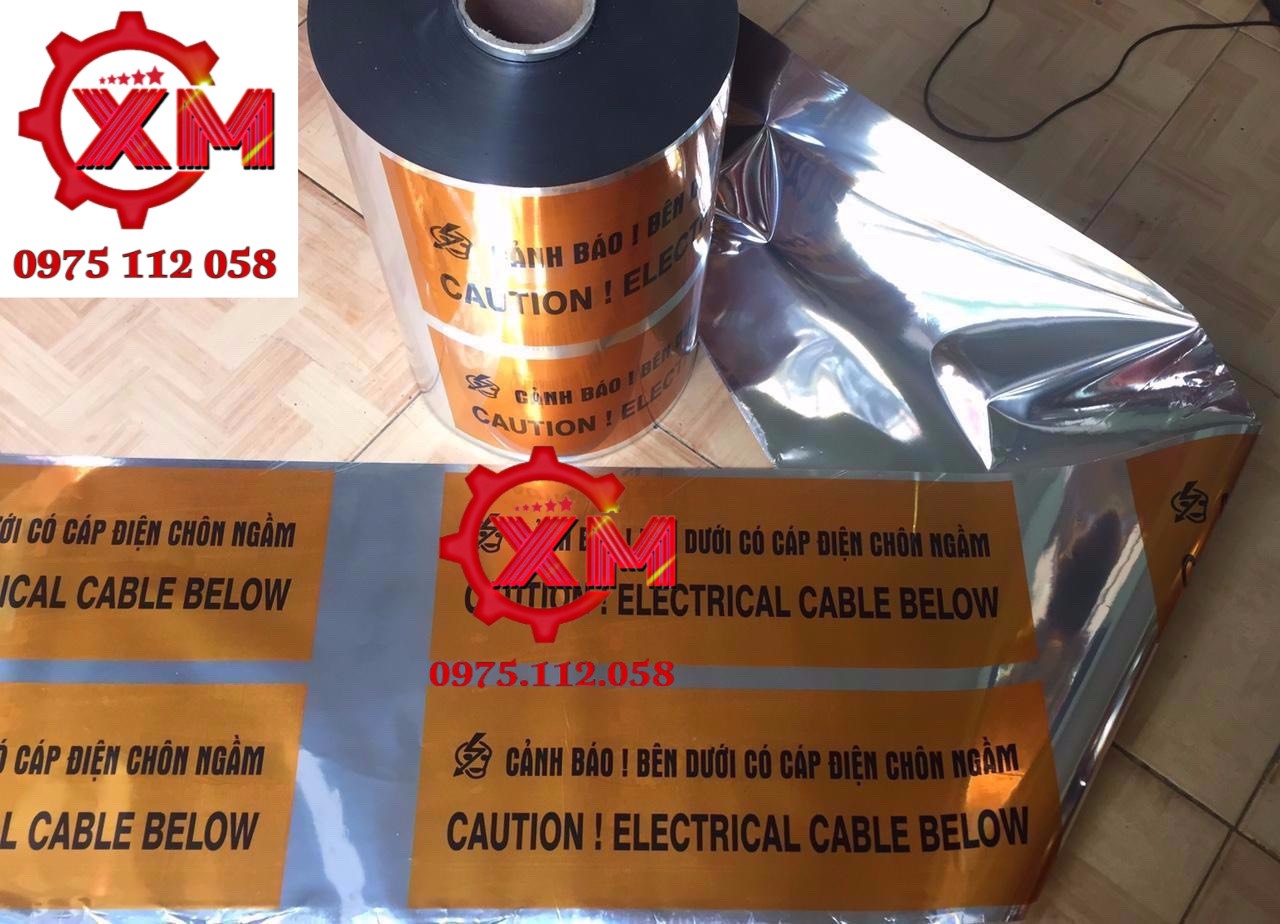 XM
0975 112 058
CẢNH BÁO ! BÊN
CAUTION ! ELECT
CẢNH BÁO ! BÊN
CAUTION ! ELECT
CÓ CÁP ĐIỆN CHÔN NGẦM
CABLE BELOW
XM
DƯỚI CÓ CÁP ĐIỆN CHÔN NGẦM
CAUTION ! ELECTRICAL CABLE BELOW
0975.112.058
CÁP ĐIỆN CHÔN NGẦM
CABLE BELOW
CẢNH BÁO ! BÊN DƯỚI CÓ CÁP ĐIỆN CHÔN NGẦM
CAUTION ! ELECTRICAL CABLE BELOW